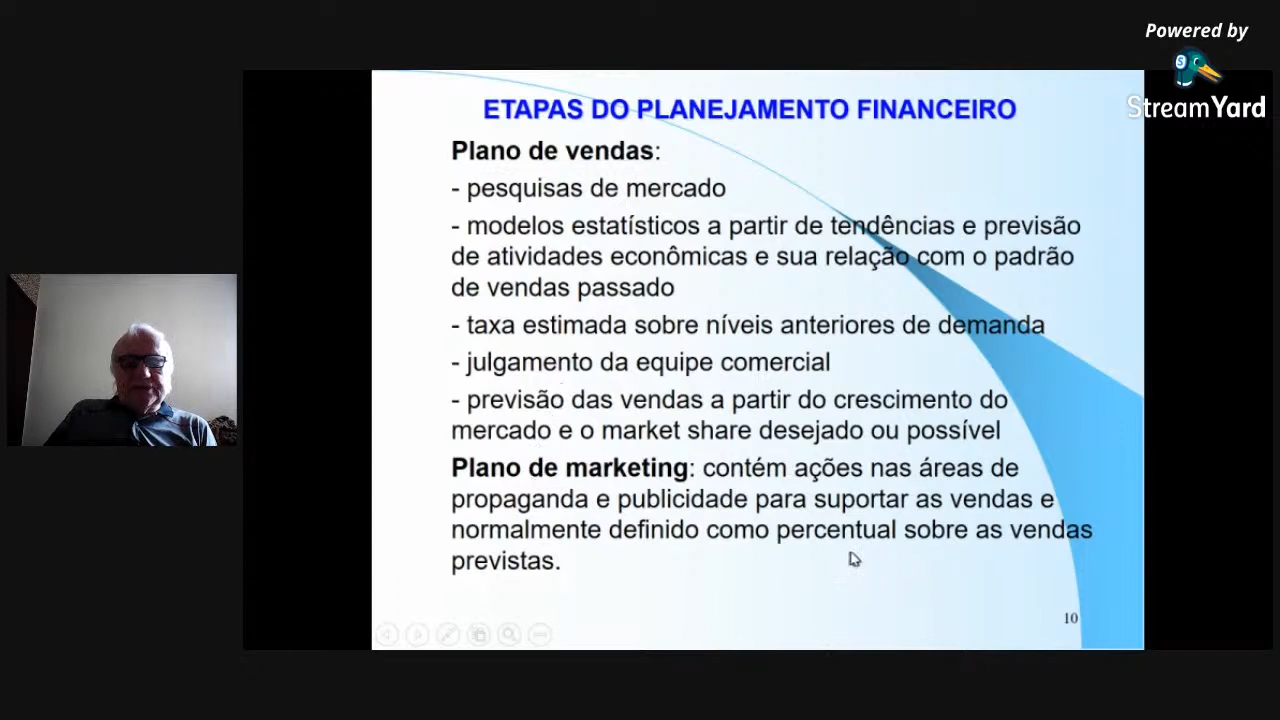 Powered by
StreamYard
ETAPAS DO PLANEJAMENTO FINANCEIRO
Plano de vendas:
- pesquisas de mercado
- modelos estatísticos a partir de tendências e previsão
de atividades econômicas e sua relação com o padrão
de vendas passado
- taxa estimada sobre níveis anteriores de demanda
- julgamento da equipe comercial
- previsão das vendas a partir do crescimento do
mercado e o market share desejado ou possível
Plano de marketing: contém ações nas áreas de
propaganda e publicidade para suportar as vendas e
normalmente definido como percentual sobre as vendas
previstas.
10